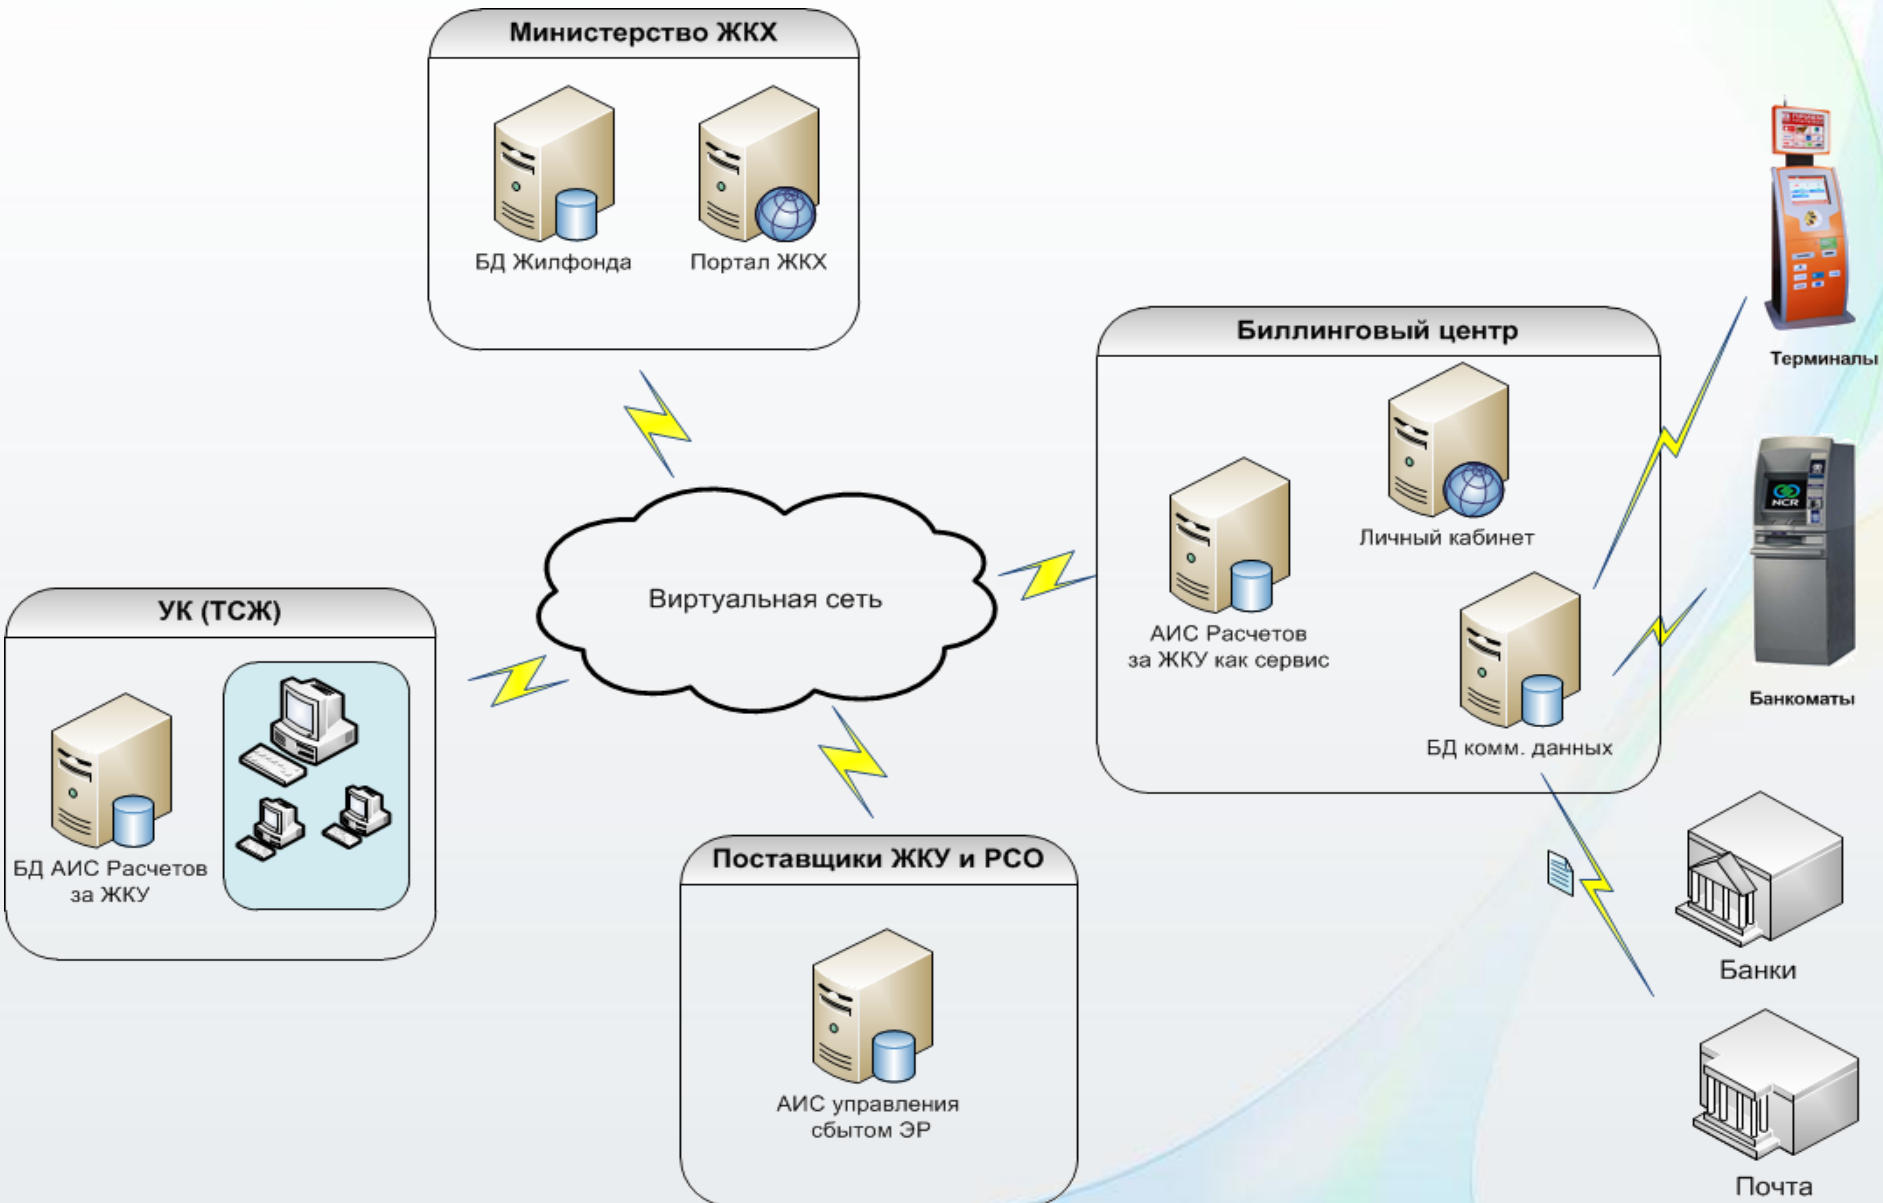 Министерство ЖКХ
БД Жилфонда
Портал ЖКХ
Биллинговый центр
Личный кабинет
АИС Расчетов
за ЖКУ как сервис
БД комм. данных
Терминалы
NCR
Банкоматы
Виртуальная сеть
УК (ТСЖ)
БД АИС Расчетов
за ЖКУ
Поставщики ЖКУ и РСО
АИС управления
сбытом ЭР
Банки
Почта